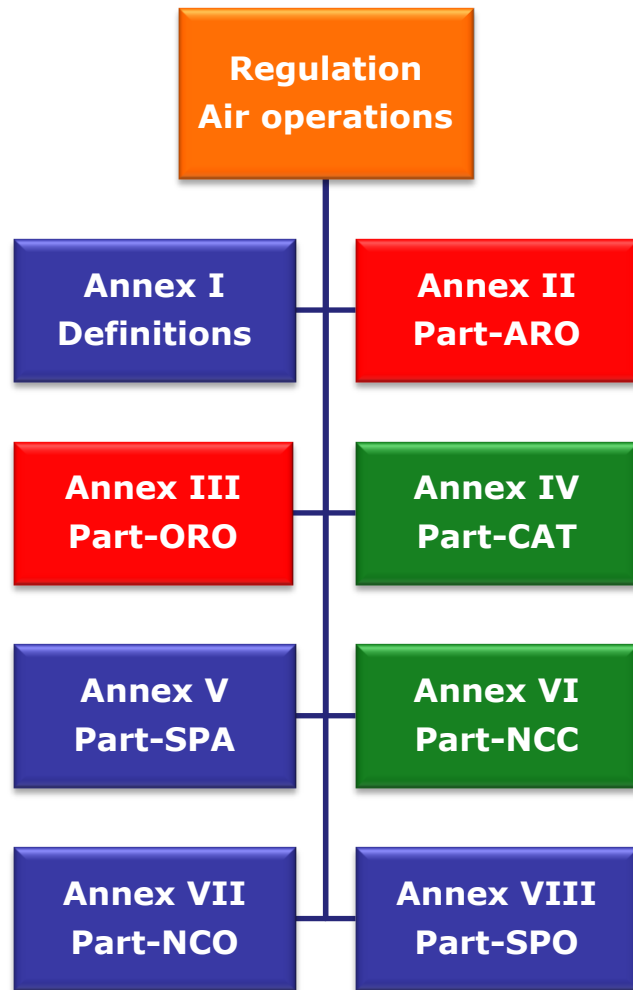 Regulation
Air operations
Annex I
Definitions
Annex II
Part-ARO
Annex III
Part-ORO
Annex IV
Part-CAT
Annex V
Part-SPA
Annex VI
Part-NCC
Annex VII
Part-NCO
Annex VIII
Part-SPO